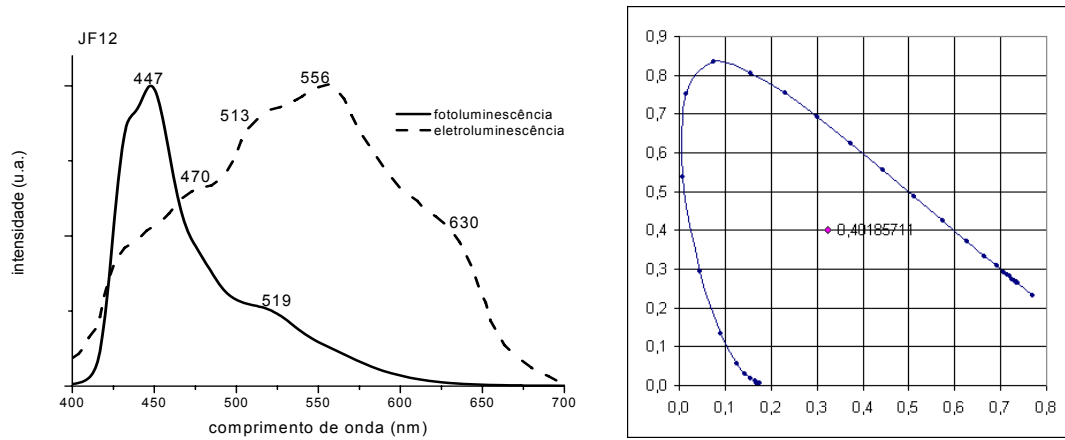 JF12
447
556
513
fotoluminescência
eletroluminescência
470
630
519
intensidade (u.a.)
400 450 500 550 600 650 700
comprimento de onda (nm)
0,9
0,8
0,7
0,6
0,5
0,4
0,40185711
0,3
0,2
0,1
0,0
0,0 0,1 0,2 0,3 0,4 0,5 0,6 0,7 0,8